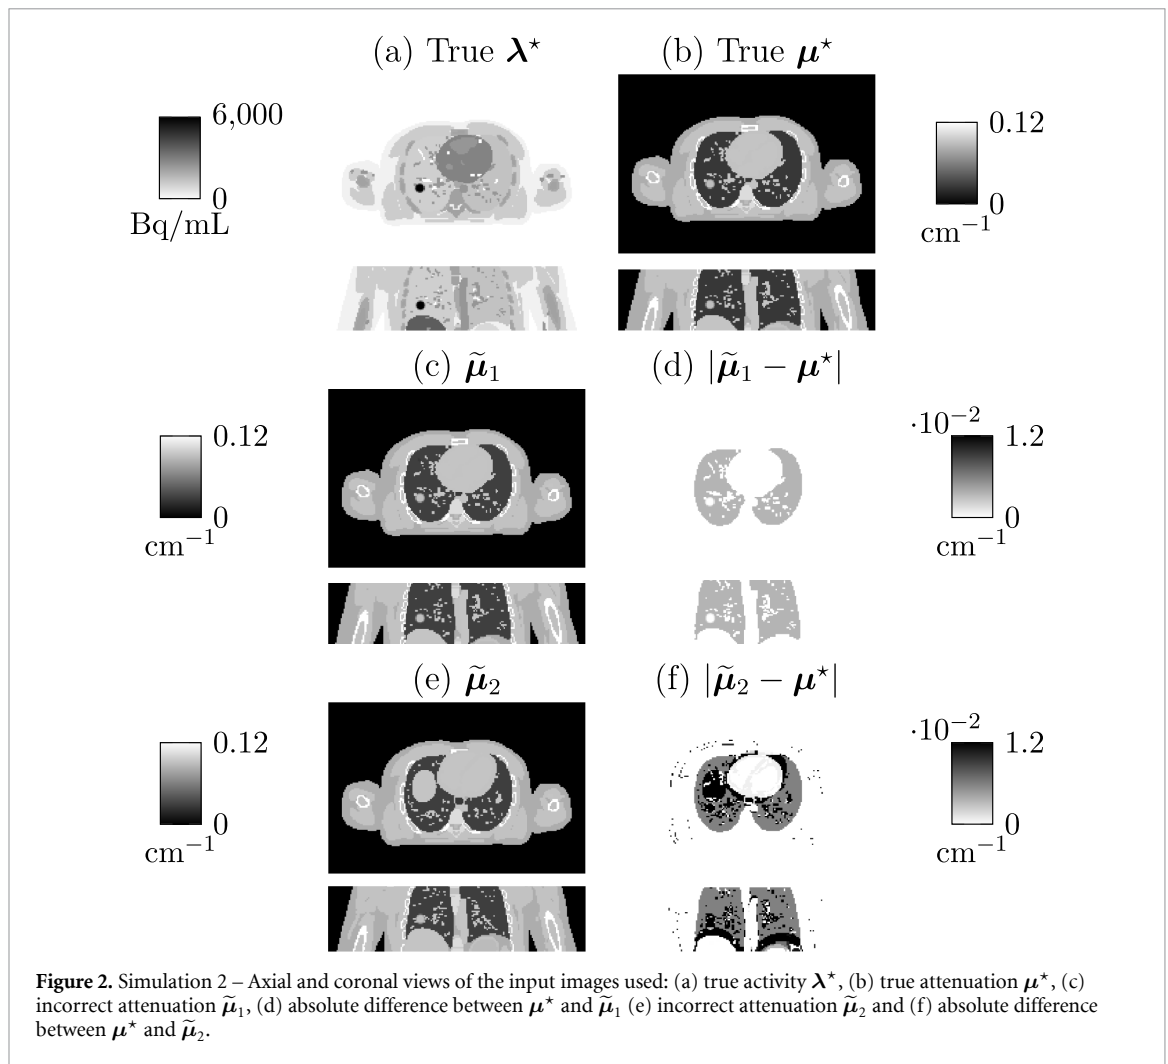 (a) True λ⋆
(b) True μ⋆
6,000
0
Bq/mL
0.12
0
cm⁻¹
(c) μ̃₁
(d) |μ̃₁ − μ⋆|
0.12
0
cm⁻¹
·10⁻²
1.2
0
cm⁻¹
(e) μ̃₂
(f) |μ̃₂ − μ⋆|
0.12
0
cm⁻¹
·10⁻²
1.2
0
cm⁻¹
Figure 2. Simulation 2 – Axial and coronal views of the input images used: (a) true activity λ⋆, (b) true attenuation μ⋆, (c)
incorrect attenuation μ̃₁, (d) absolute difference between μ⋆ and μ̃₁ (e) incorrect attenuation μ̃₂ and (f) absolute difference
between μ⋆ and μ̃₂.